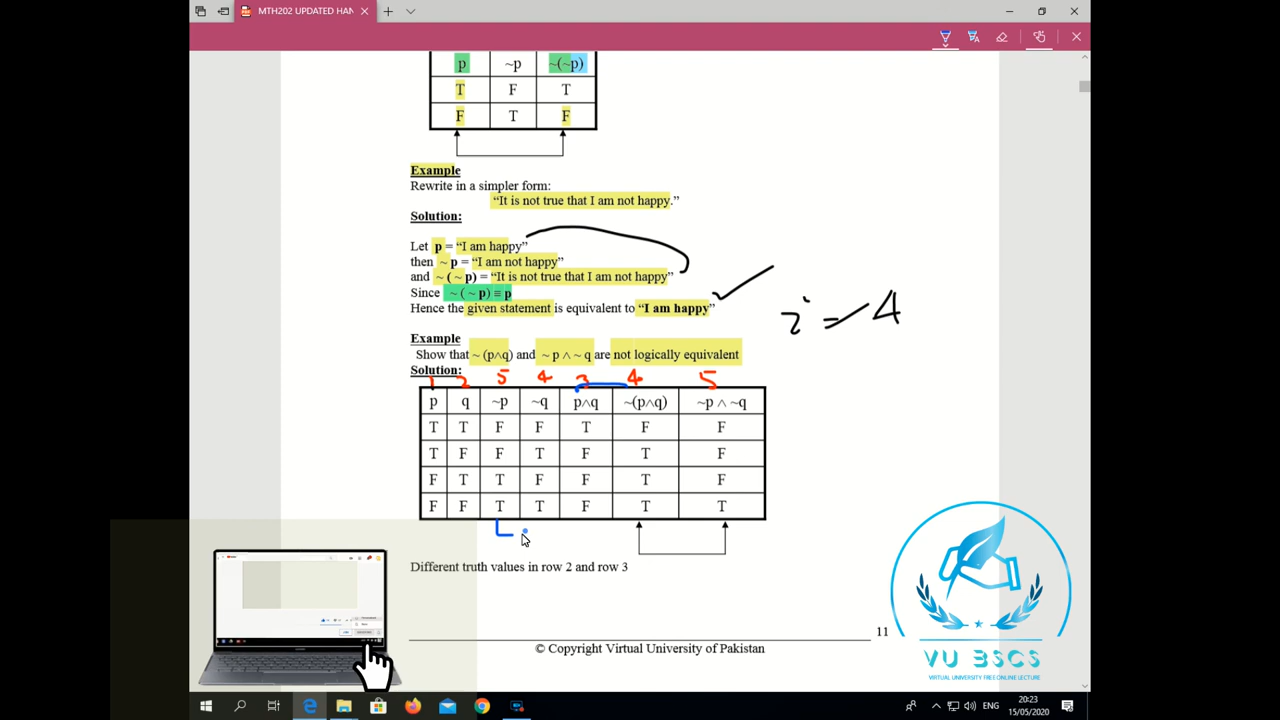 MTH202 UPDATED HAN
p ~p ~(~p)
T F T
F T F
Example
Rewrite in a simpler form:
“It is not true that I am not happy.”
Solution:
Let p = “I am happy”
then ~ p = “I am not happy”
and ~ ( ~ p) = “It is not true that I am not happy”
Since ~ ( ~ p) ≡ p
Hence the given statement is equivalent to “I am happy”
i = 4
Example
Show that ~ (p∧q) and ~ p ∧ ~ q are not logically equivalent
Solution:
1 2 5 4 3 4 5
p q ~p ~q p∧q ~(p∧q) ~p ∧ ~q
T T F F T F F
T F F T F T F
F T T F F T F
F F T T F T T
Different truth values in row 2 and row 3
11
© Copyright Virtual University of Pakistan
VU BSCS
VIRTUAL UNIVERSITY FREE ONLINE LECTURE
ENG
20:23
15/05/2020